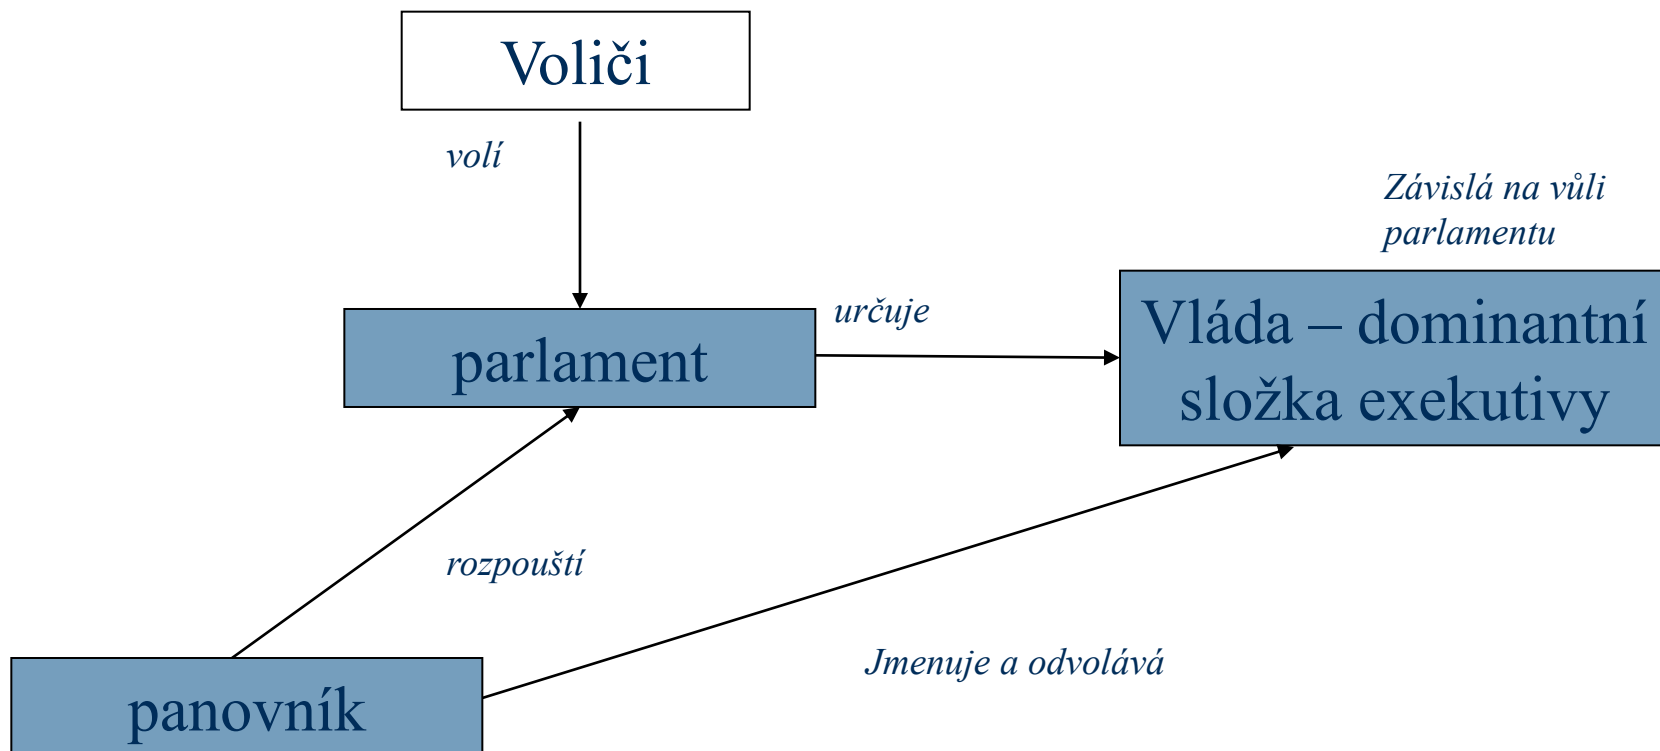 Voliči
volí
Závislá na vůli
parlamentu
určuje
Vláda – dominantní
složka exekutivy
parlament
rozpouští
Jmenuje a odvolává
panovník